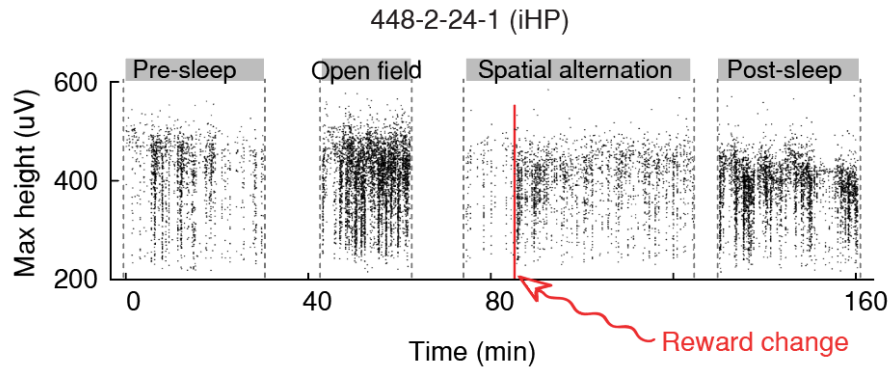 448-2-24-1 (iHP)
Pre-sleep Open field Spatial alternation Post-sleep
Max height (uV)
600
400
200
0 40 80 160
Time (min)
Reward change